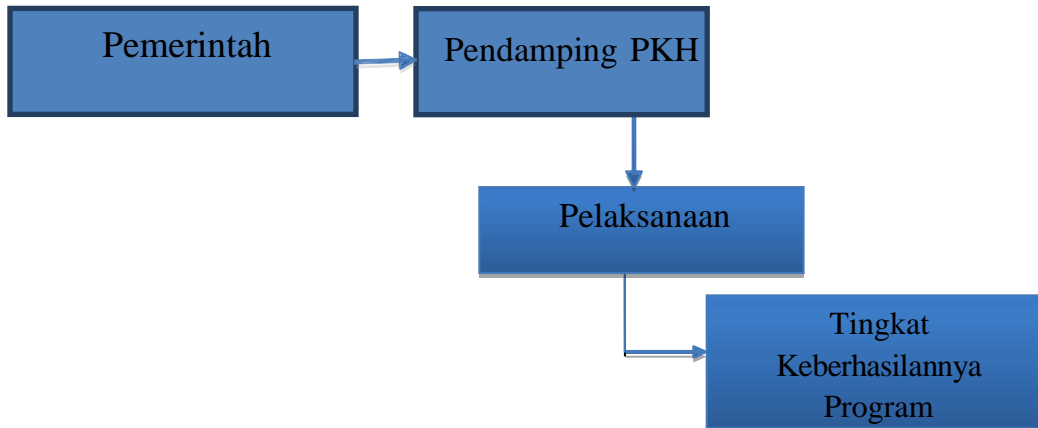 Pemerintah
Pendamping PKH
Pelaksanaan
Tingkat
Keberhasilannya
Program